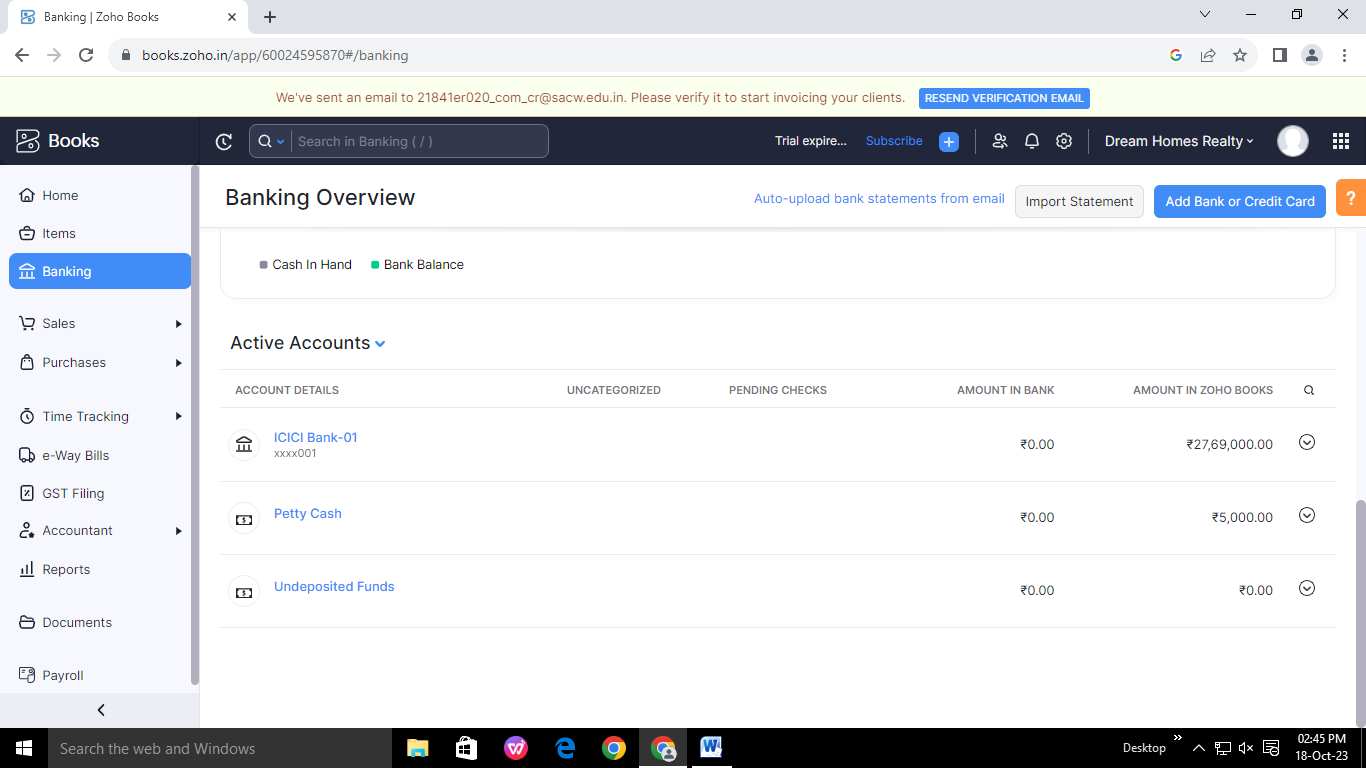 Banking | Zoho Books
books.zoho.in/app/60024595870#/banking
We've sent an email to 21841er020_com_cr@sacw.edu.in. Please verify it to start invoicing your clients. RESEND VERIFICATION EMAIL
Books
Search in Banking ( / )
Trial expire... Subscribe
Dream Homes Realty
Home
Items
Banking
Sales
Purchases
Time Tracking
e-Way Bills
GST Filing
Accountant
Reports
Documents
Payroll
Banking Overview
Auto-upload bank statements from email Import Statement Add Bank or Credit Card ?
Cash In Hand Bank Balance
Active Accounts
ACCOUNT DETAILS UNCATEGORIZED PENDING CHECKS AMOUNT IN BANK AMOUNT IN ZOHO BOOKS
ICICI Bank-01 ₹0.00 ₹27,69,000.00
xxxx001
Petty Cash ₹0.00 ₹5,000.00
Undeposited Funds ₹0.00 ₹0.00
Search the web and Windows
Desktop
02:45 PM
18-Oct-23